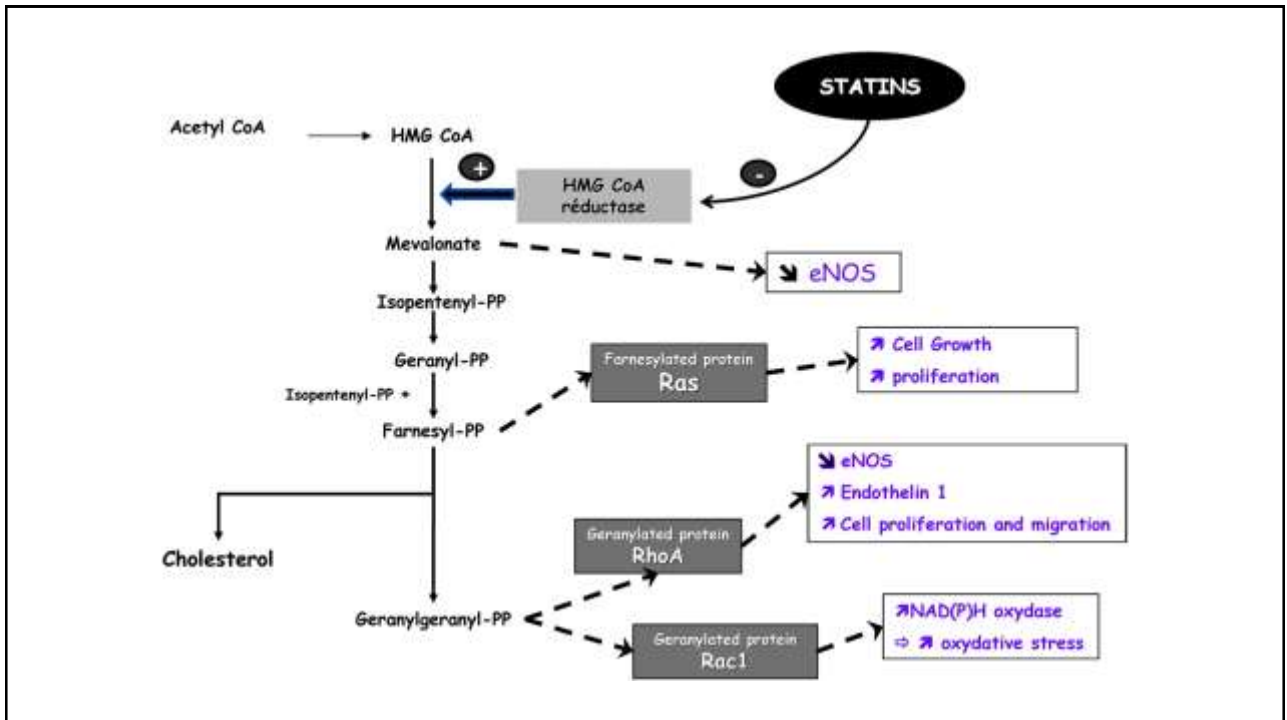 STATINS
Acetyl CoA
HMG CoA
+
-
HMG CoA
réductase
Mevalonate
➘ eNOS
Isopentenyl-PP
Geranyl-PP
Farnesylated protein
Ras
↗ Cell Growth
↗ proliferation
Isopentenyl-PP +
Farnesyl-PP
➘ eNOS
↗ Endothelin 1
↗ Cell proliferation and migration
Geranylated protein
RhoA
Cholesterol
Geranylgeranyl-PP
↗NAD(P)H oxydase
⇨ ↗ oxydative stress
Geranylated protein
Rac1